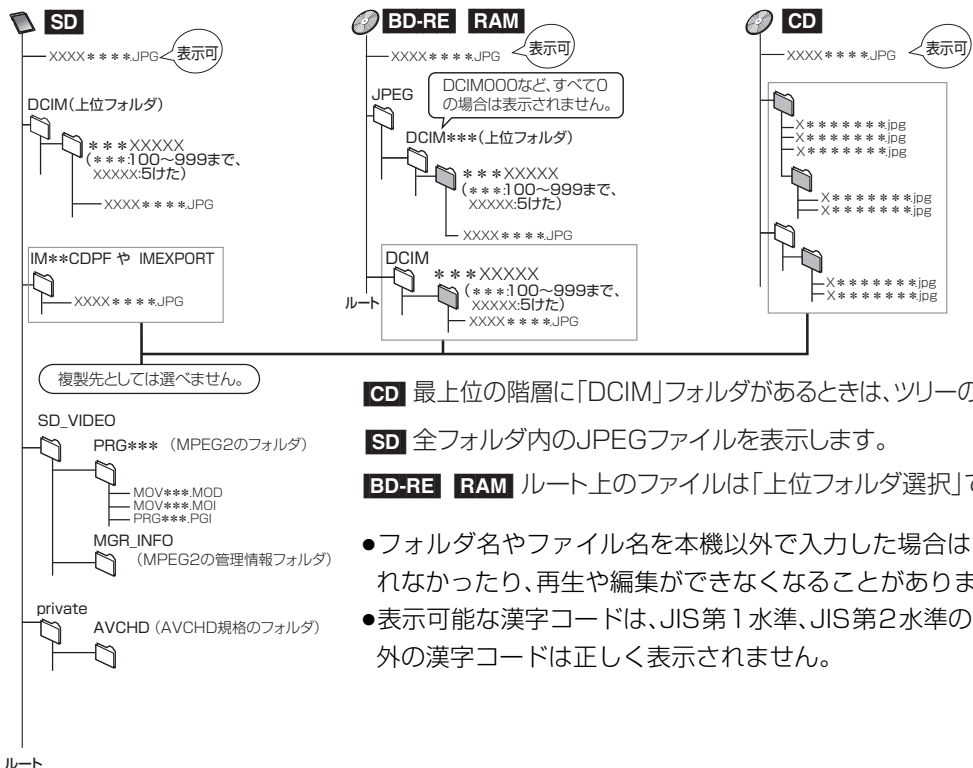 SD
XXXX＊＊＊＊.JPG
表示可
DCIM(上位フォルダ)
＊＊＊XXXXX
(＊＊＊:100～999まで、
XXXXX:5けた)
XXXX＊＊＊＊.JPG
IM**CDPF や IMEXPORT
XXXX＊＊＊＊.JPG
複製先としては選べません。
SD_VIDEO
PRG*** (MPEG2のフォルダ)
MOV***.MOD
MOV***.MOI
PRG***.PGI
MGR_INFO
(MPEG2の管理情報フォルダ)
private
AVCHD (AVCHD規格のフォルダ)
ルート
BD-RE RAM
XXXX＊＊＊＊.JPG
表示可
JPEG
DCIM000など、すべて0
の場合は表示されません。
DCIM***(上位フォルダ)
＊＊＊XXXXX
(＊＊＊:100～999まで、
XXXXX:5けた)
XXXX＊＊＊＊.JPG
DCIM
＊＊＊XXXXX
(＊＊＊:100～999まで、
XXXXX:5けた)
XXXX＊＊＊＊.JPG
ルート
CD
XXXX＊＊＊＊.JPG
表示可
X＊＊＊＊＊＊＊.jpg
X＊＊＊＊＊＊＊.jpg
X＊＊＊＊＊＊＊.jpg
X＊＊＊＊＊＊＊.jpg
X＊＊＊＊＊＊＊.jpg
X＊＊＊＊＊＊＊.jpg
X＊＊＊＊＊＊＊.jpg
CD 最上位の階層に「DCIM」フォルダがあるときは、ツリーの
SD 全フォルダ内のJPEGファイルを表示します。
BD-RE RAM ルート上のファイルは「上位フォルダ選択」で
●フォルダ名やファイル名を本機以外で入力した場合は
れなかったり、再生や編集ができなくなることがありま
●表示可能な漢字コードは、JIS第1水準、JIS第2水準の
外の漢字コードは正しく表示されません。